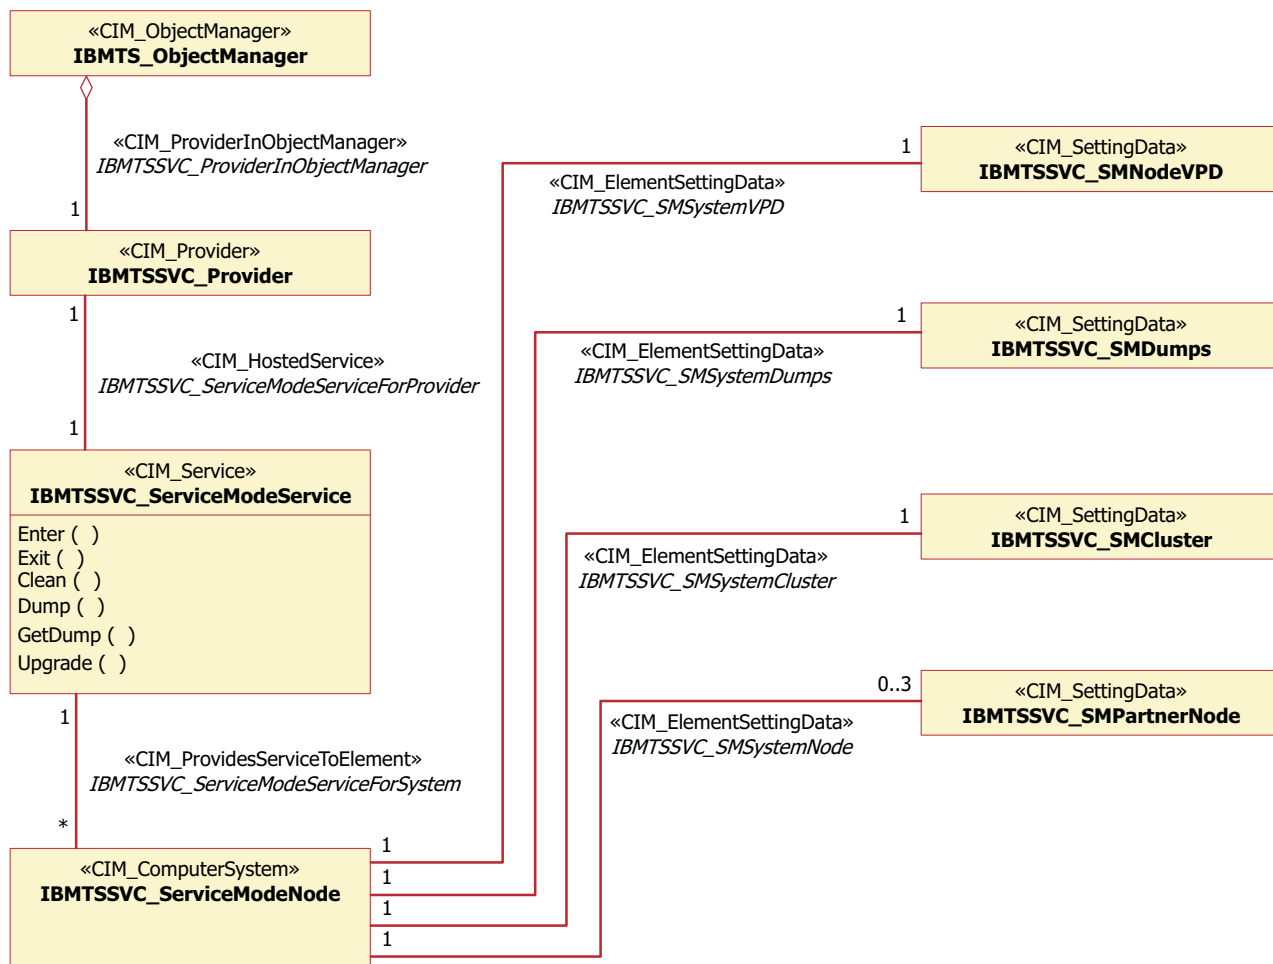 «CIM_ObjectManager»
IBMTS_ObjectManager
«CIM_ProviderInObjectManager»
IBMTSSVC_ProviderInObjectManager
1
«CIM_Provider»
IBMTSSVC_Provider
1
«CIM_HostedService»
IBMTSSVC_ServiceModeServiceForProvider
1
«CIM_Service»
IBMTSSVC_ServiceModeService
Enter ( )
Exit ( )
Clean ( )
Dump ( )
GetDump ( )
Upgrade ( )
1
«CIM_ProvidesServiceToElement»
IBMTSSVC_ServiceModeServiceForSystem
*
«CIM_ComputerSystem»
IBMTSSVC_ServiceModeNode
1
1
1
1
«CIM_ElementSettingData»
IBMTSSVC_SMSystemVPD
1
«CIM_SettingData»
IBMTSSVC_SMNodeVPD
«CIM_ElementSettingData»
IBMTSSVC_SMSystemDumps
1
«CIM_SettingData»
IBMTSSVC_SMDumps
«CIM_ElementSettingData»
IBMTSSVC_SMSystemCluster
1
«CIM_SettingData»
IBMTSSVC_SMCluster
«CIM_ElementSettingData»
IBMTSSVC_SMSystemNode
0..3
«CIM_SettingData»
IBMTSSVC_SMPartnerNode